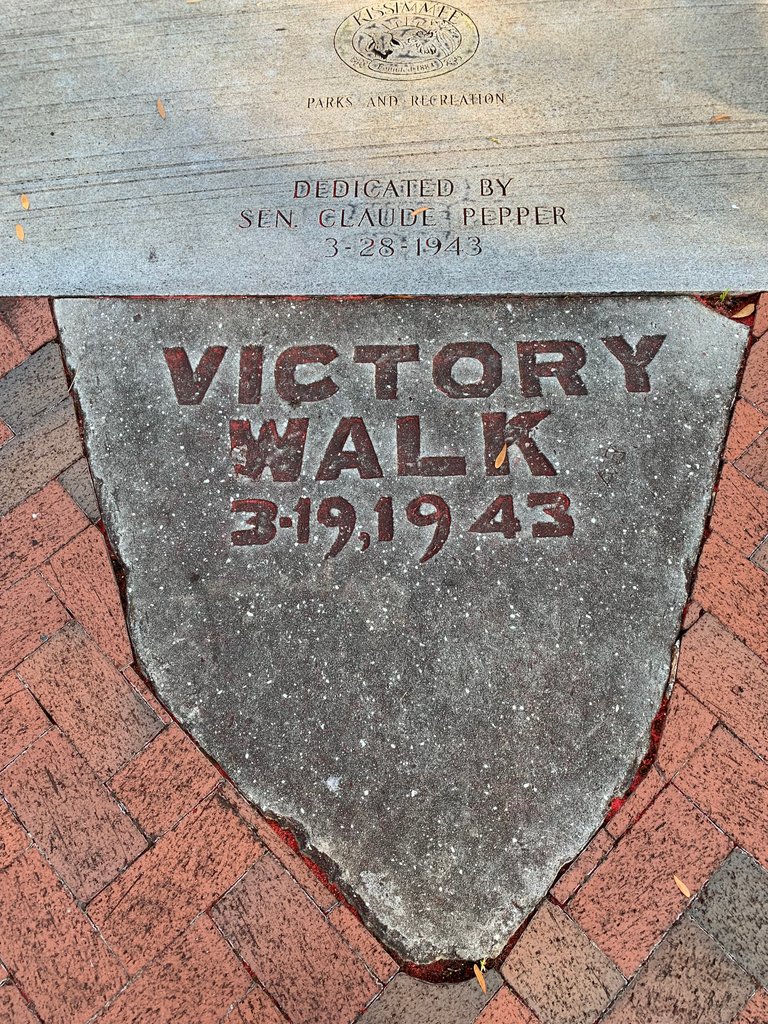 KISSIMMEE
PARKS AND RECREATION
DEDICATED BY
SEN. CLAUDE PEPPER
3-28-1943
VICTORY
WALK
3·19,1943